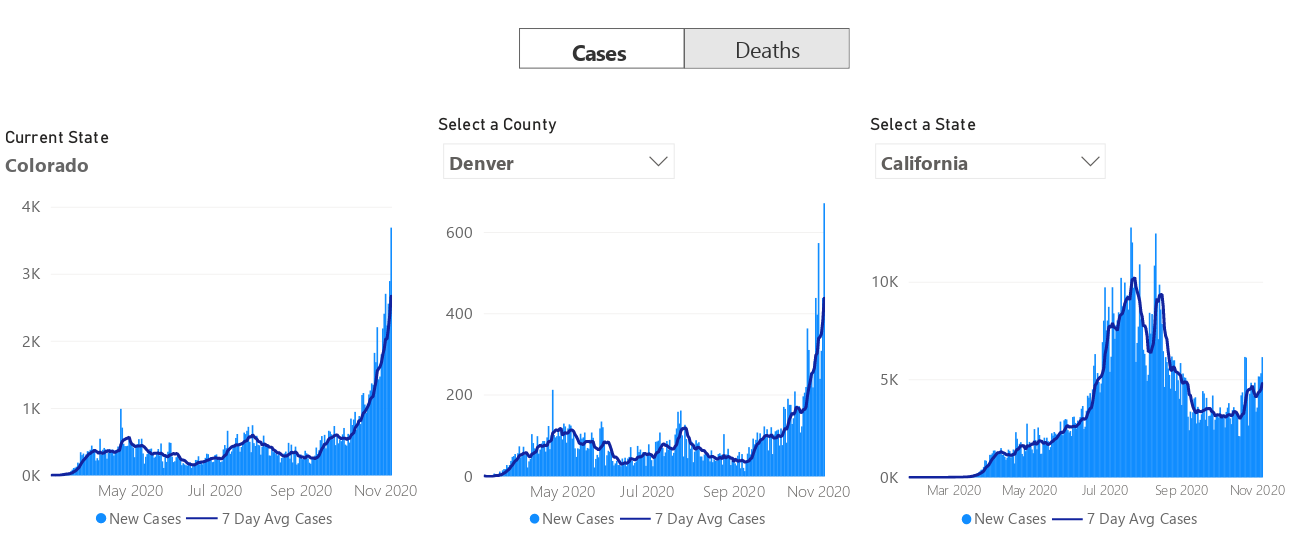 Cases
Deaths
Current State
Colorado
4K
3K
2K
1K
0K
May 2020
Jul 2020
Sep 2020
Nov 2020
New Cases
7 Day Avg Cases
Select a County
Denver
600
400
200
0
May 2020
Jul 2020
Sep 2020
Nov 2020
New Cases
7 Day Avg Cases
Select a State
California
10K
5K
0K
Mar 2020
May 2020
Jul 2020
Sep 2020
Nov 2020
New Cases
7 Day Avg Cases